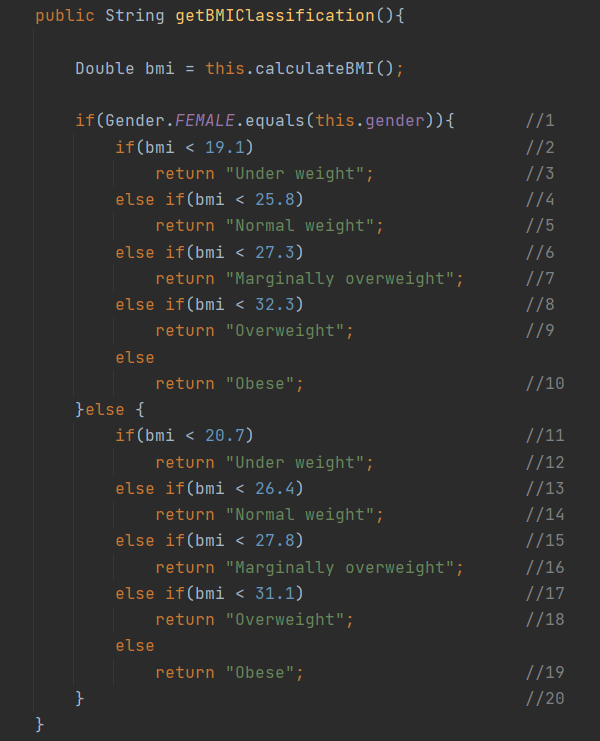 public String getBMIClassification(){
Double bmi = this.calculateBMI();
if(Gender.FEMALE.equals(this.gender)){ //1
if(bmi < 19.1) //2
return "Under weight"; //3
else if(bmi < 25.8) //4
return "Normal weight"; //5
else if(bmi < 27.3) //6
return "Marginally overweight"; //7
else if(bmi < 32.3) //8
return "Overweight"; //9
else
return "Obese"; //10
}else {
if(bmi < 20.7) //11
return "Under weight"; //12
else if(bmi < 26.4) //13
return "Normal weight"; //14
else if(bmi < 27.8) //15
return "Marginally overweight"; //16
else if(bmi < 31.1) //17
return "Overweight"; //18
else
return "Obese"; //19
} //20
}